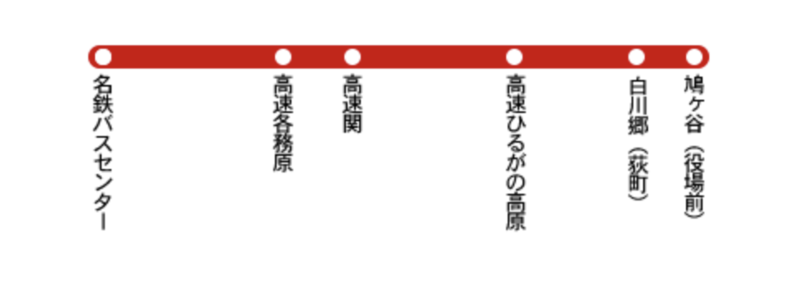 名鉄バスセンター
高速各務原
高速関
高速ひるがの高原
白川郷（荻町）
鳩ヶ谷（役場前）